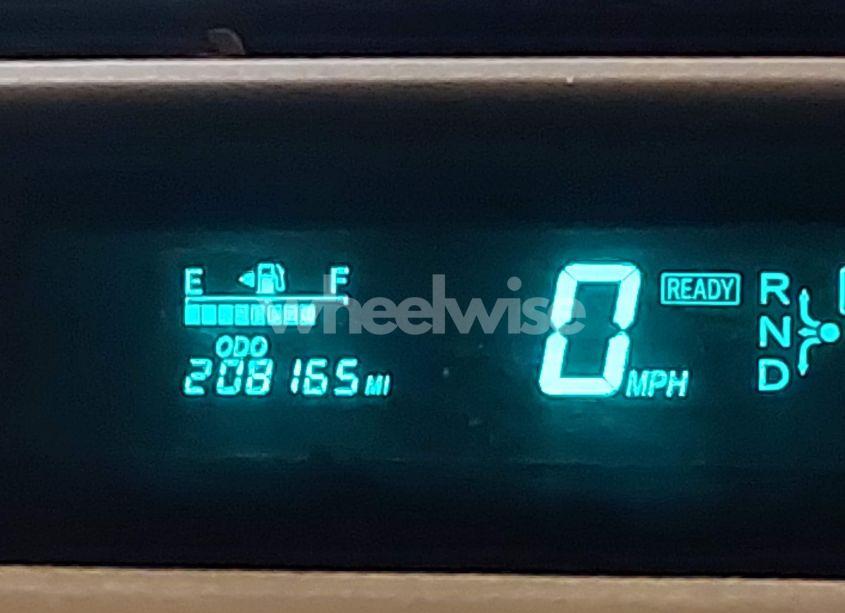 E F
wheelwise
ODO
208165 MI
0 MPH
READY
R
N
D